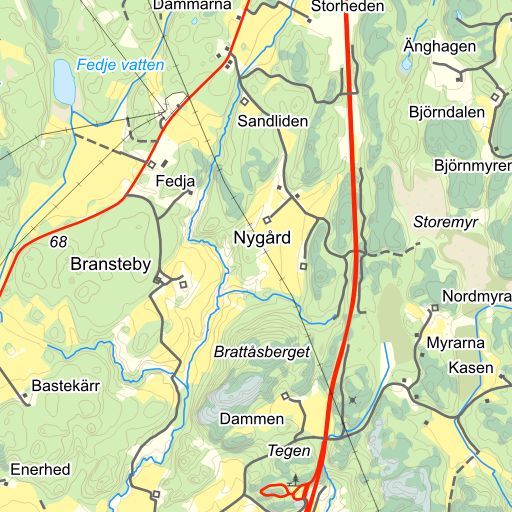 Dammarna
Storheden
Änghagen
Fedje vatten
Björndalen
Sandliden
Björnmyren
Fedja
Storemyr
68
Nygård
Bransteby
Nordmyra
Myrarna
Brattåsberget
Kasen
Bastekärr
Dammen
Tegen
Enerhed